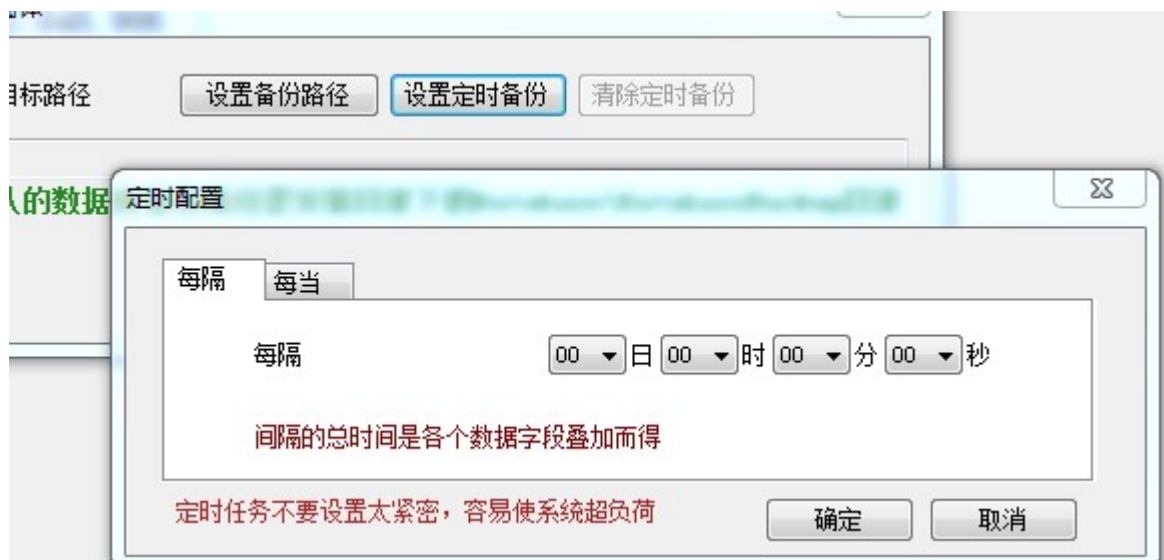 目标路径 设置备份路径 设置定时备份 清除定时备份
的数据
定时配置
每隔 每当
每隔 00 日 00 时 00 分 00 秒
间隔的总时间是各个数据字段叠加而得
定时任务不要设置太紧密，容易使系统超负荷
确定 取消